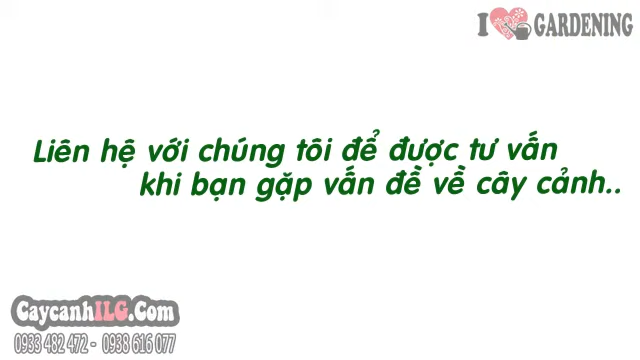 I GARDENING
Liên hệ với chúng tôi để được tư vấn
khi bạn gặp vấn đề về cây cảnh..
CaycanhILG.Com
0933 482 472 - 0938 616 077